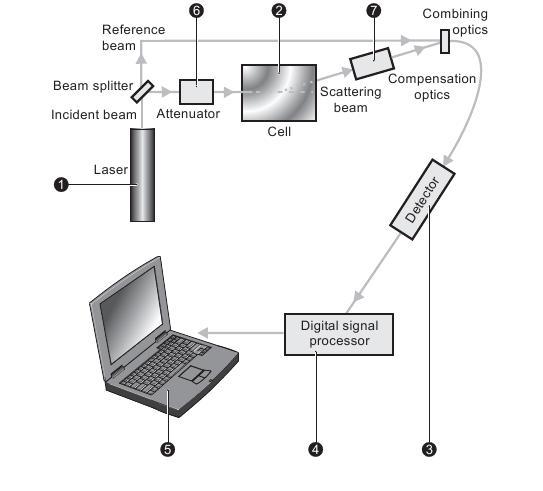 6
2
7
Combining
optics
Reference
beam
Beam splitter
Incident beam
Attenuator
Cell
Scattering
beam
Compensation
optics
Laser
1
Detector
Digital signal
processor
5
4
3